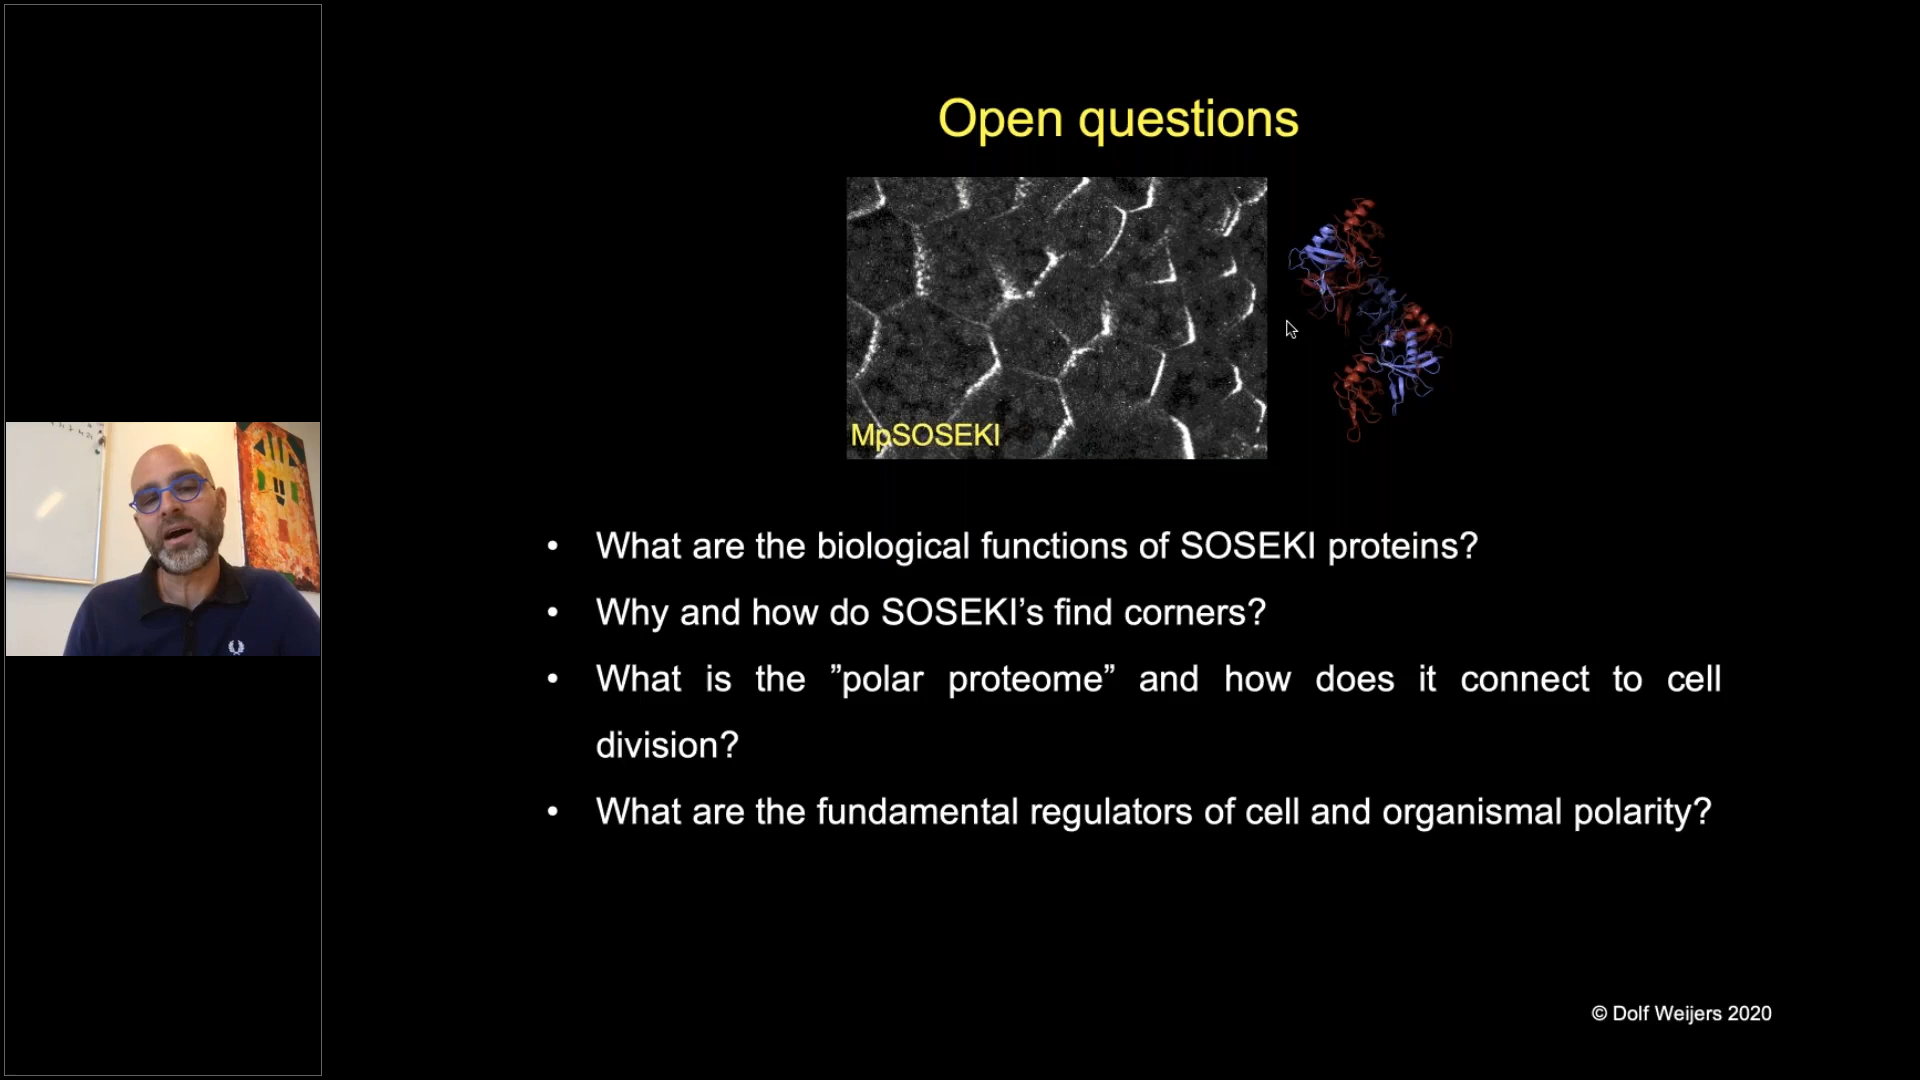 Open questions
MpSOSEKI
• What are the biological functions of SOSEKI proteins?
• Why and how do SOSEKI’s find corners?
• What is the ”polar proteome” and how does it connect to cell
division?
• What are the fundamental regulators of cell and organismal polarity?
© Dolf Weijers 2020